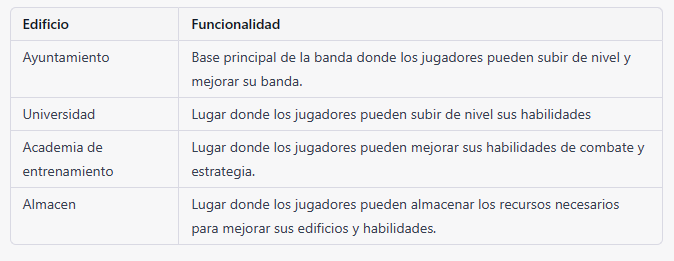 Edificio Funcionalidad
Ayuntamiento Base principal de la banda donde los jugadores pueden subir de nivel y
mejorar su banda.
Universidad Lugar donde los jugadores pueden subir de nivel sus habilidades
Academia de Lugar donde los jugadores pueden mejorar sus habilidades de combate y
entrenamiento estrategia.
Almacen Lugar donde los jugadores pueden almacenar los recursos necesarios
para mejorar sus edificios y habilidades.